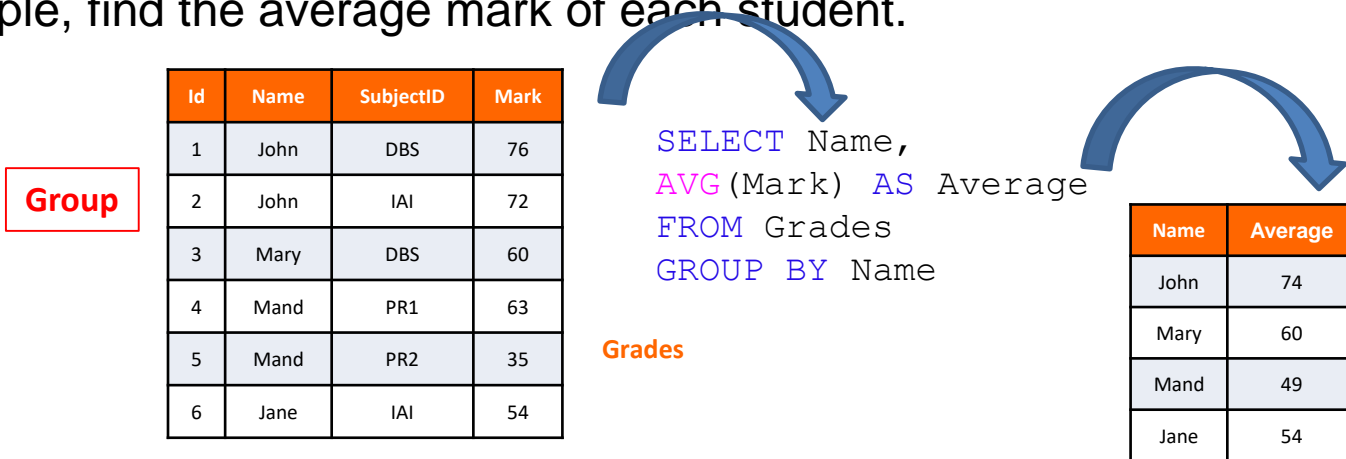 ple, find the average mark of each student.
Group
Id Name SubjectID Mark
1 John DBS 76
2 John IAI 72
3 Mary DBS 60
4 Mand PR1 63
5 Mand PR2 35
6 Jane IAI 54
SELECT Name,
AVG(Mark) AS Average
FROM Grades
GROUP BY Name
Grades
Name Average
John 74
Mary 60
Mand 49
Jane 54